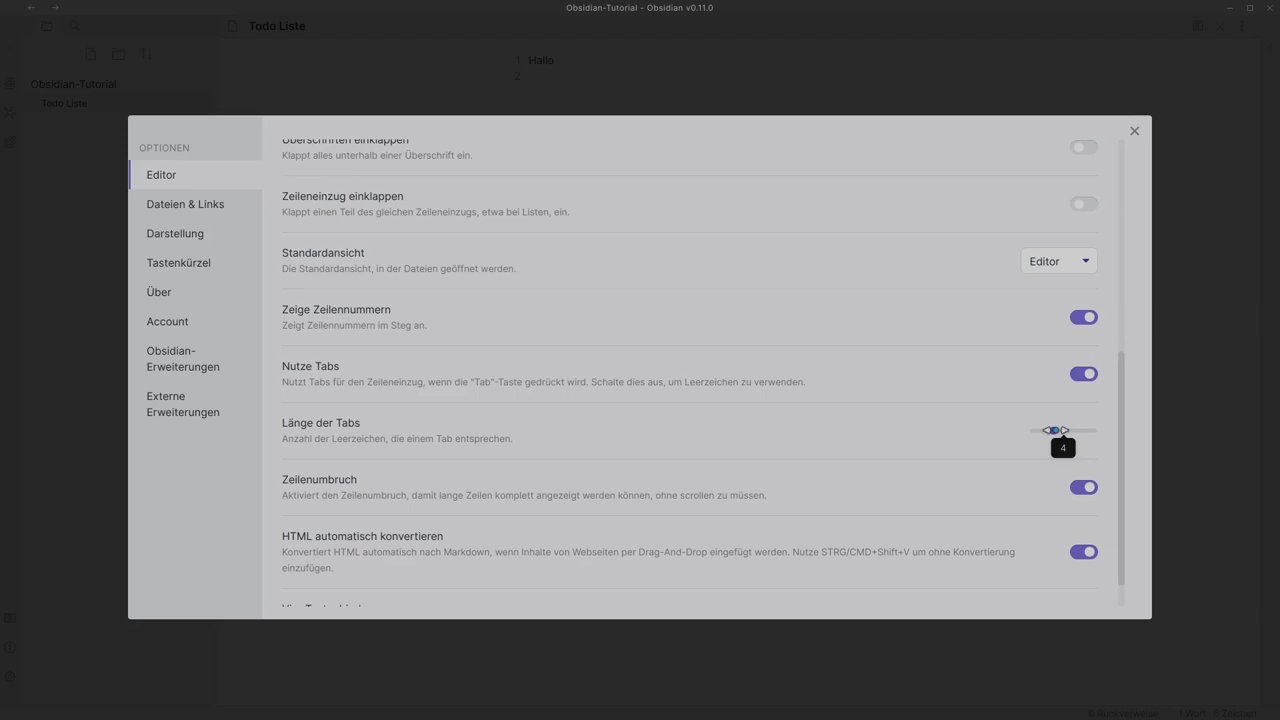 Obsidian-Tutorial - Obsidian v0.11.0
Todo Liste
Obsidian-Tutorial
Todo Liste
1 Hallo
2
OPTIONEN
Editor
Dateien & Links
Darstellung
Tastenkürzel
Über
Account
Obsidian-
Erweiterungen
Externe
Erweiterungen
Überschriften einklappen
Klappt alles unterhalb einer Überschrift ein.
Zeileneinzug einklappen
Klappt einen Teil des gleichen Zeileneinzugs, etwa bei Listen, ein.
Standardansicht
Die Standardansicht, in der Dateien geöffnet werden.
Editor
Zeige Zeilennummern
Zeigt Zeilennummern im Steg an.
Nutze Tabs
Nutzt Tabs für den Zeileneinzug, wenn die "Tab"-Taste gedrückt wird. Schalte dies aus, um Leerzeichen zu verwenden.
Länge der Tabs
Anzahl der Leerzeichen, die einem Tab entsprechen.
4
Zeilenumbruch
Aktiviert den Zeilenumbruch, damit lange Zeilen komplett angezeigt werden können, ohne scrollen zu müssen.
HTML automatisch konvertieren
Konvertiert HTML automatisch nach Markdown, wenn Inhalte von Webseiten per Drag-And-Drop eingefügt werden. Nutze STRG/CMD+Shift+V um ohne Konvertierung
einzufügen.
1 Wort 6 Zeichen